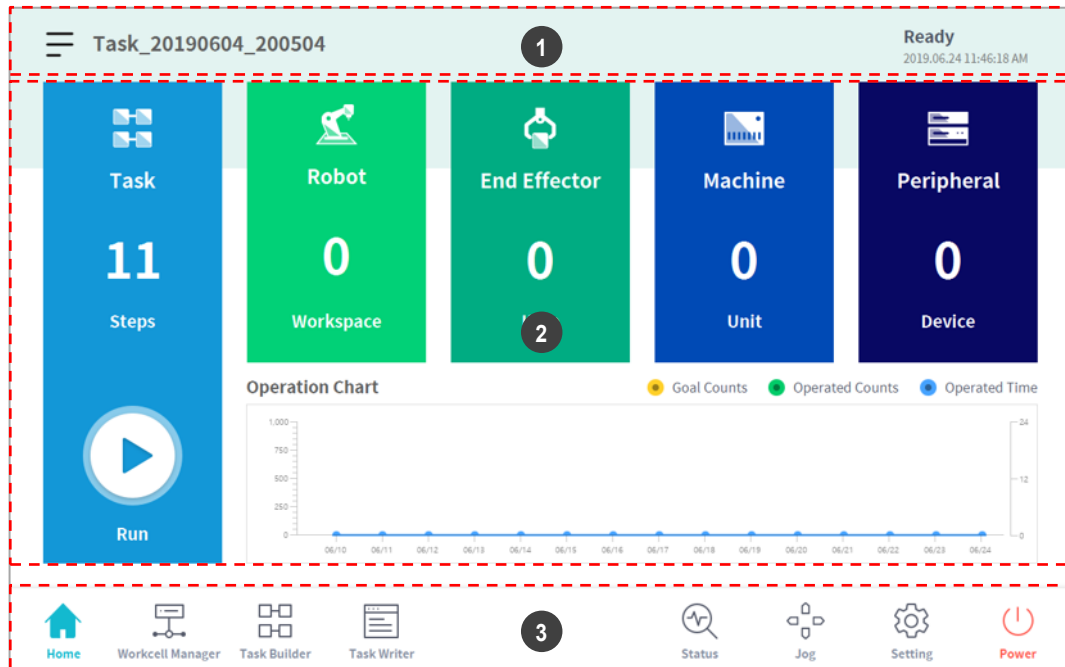 Task_20190604_200504
1
Ready
2019.06.24 11:46:18 AM
Task
11
Steps
Run
Robot
0
Workspace
End Effector
0
2
Machine
0
Unit
Peripheral
0
Device
Operation Chart
Goal Counts Operated Counts Operated Time
1,000
750
500
250
0
24
12
0
06/10 06/11 06/12 06/13 06/14 06/15 06/16 06/17 06/18 06/19 06/20 06/21 06/22 06/23 06/24
Home Workcell Manager Task Builder Task Writer 3 Status Jog Setting Power